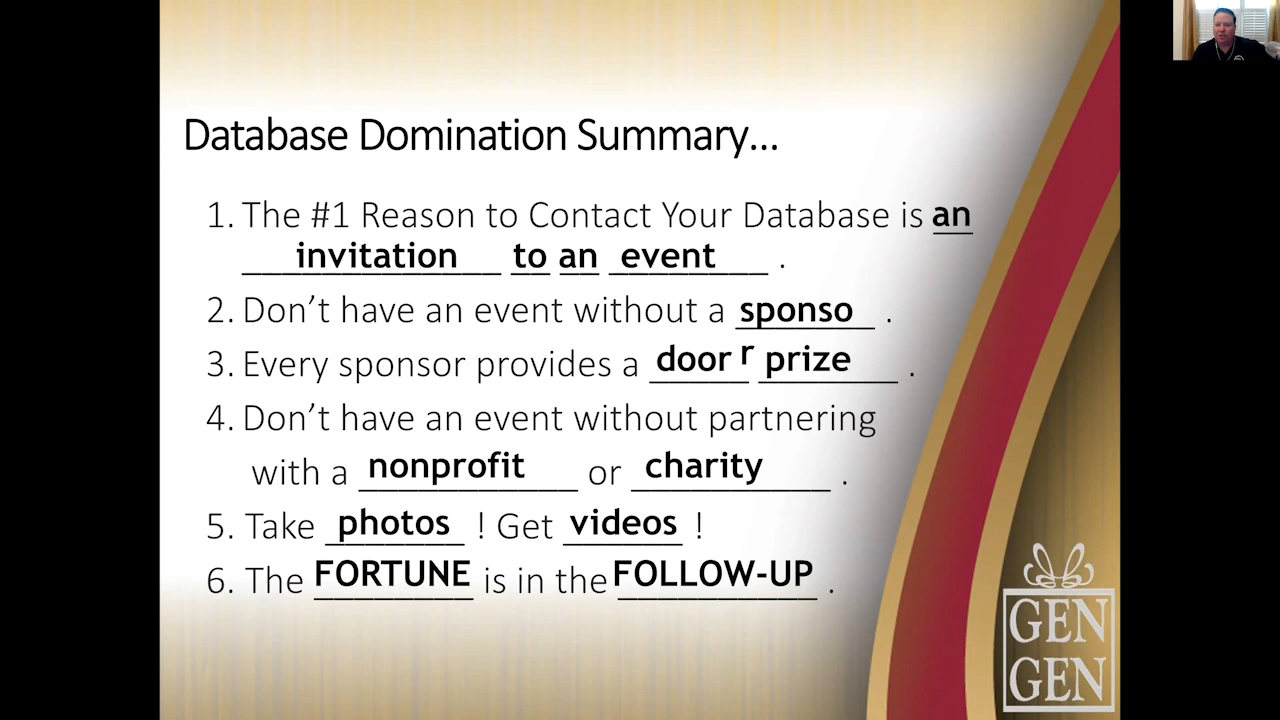 Database Domination Summary...
1. The #1 Reason to Contact Your Database is an
invitation to an event .
2. Don't have an event without a sponso
r
.
3. Every sponsor provides a door prize .
4. Don't have an event without partnering
with a nonprofit or charity .
5. Take photos ! Get videos !
6. The FORTUNE is in the FOLLOW-UP .
GEN
GEN